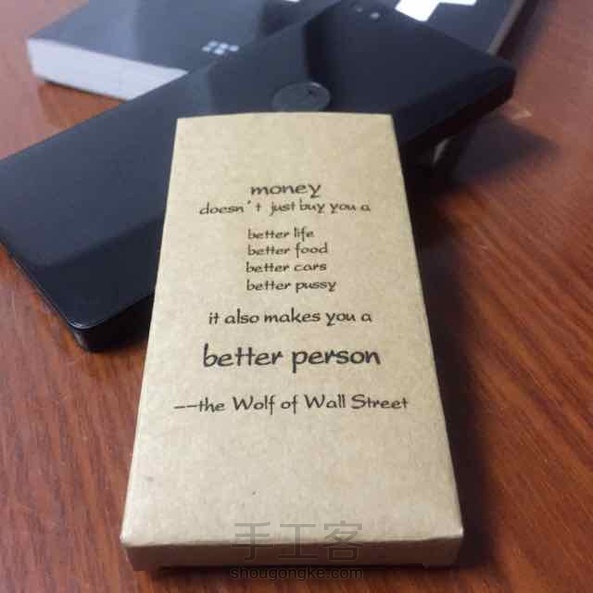 money
doesn't just buy you a
better life
better food
better cars
better pussy
it also makes you a
better person
--the Wolf of Wall Street
手工客
shougongke.com